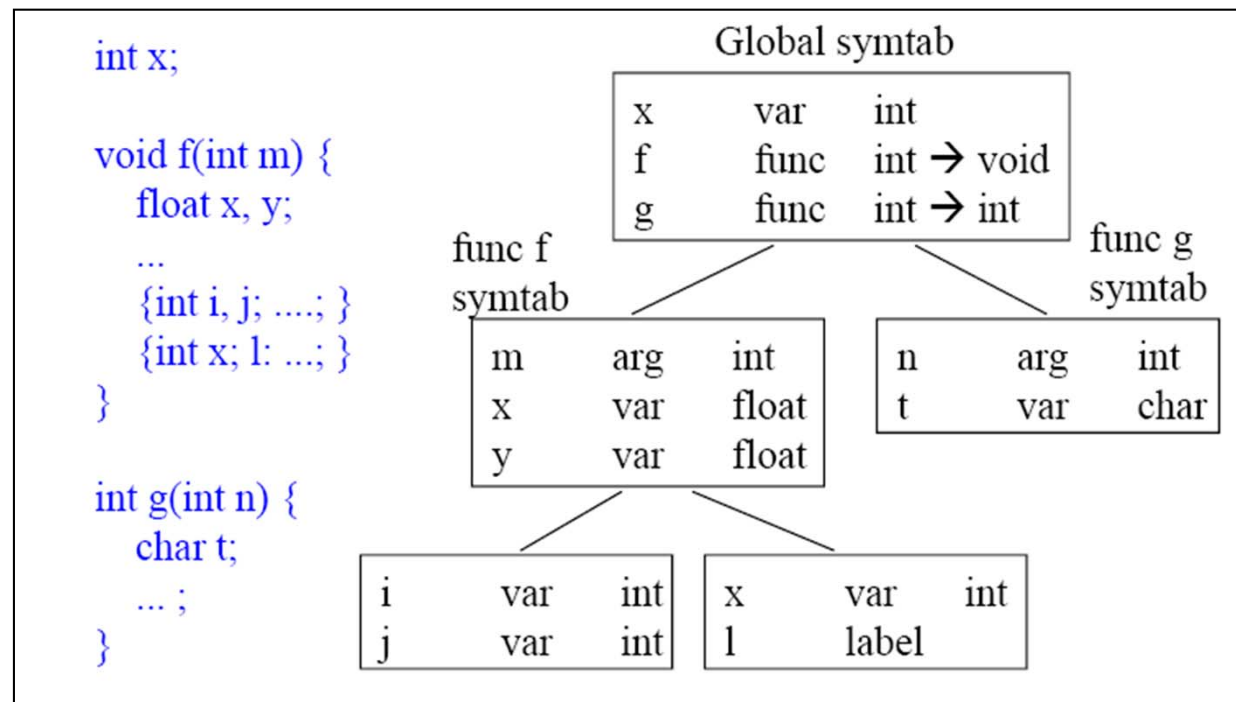 int x;
void f(int m) {
float x, y;
...
{int i, j; ....; }
{int x; l: ...; }
}
int g(int n) {
char t;
... ;
}
Global symtab
x var int
f func int → void
g func int → int
func f
symtab
m arg int
x var float
y var float
func g
symtab
n arg int
t var char
i var int
j var int
x var int
l label